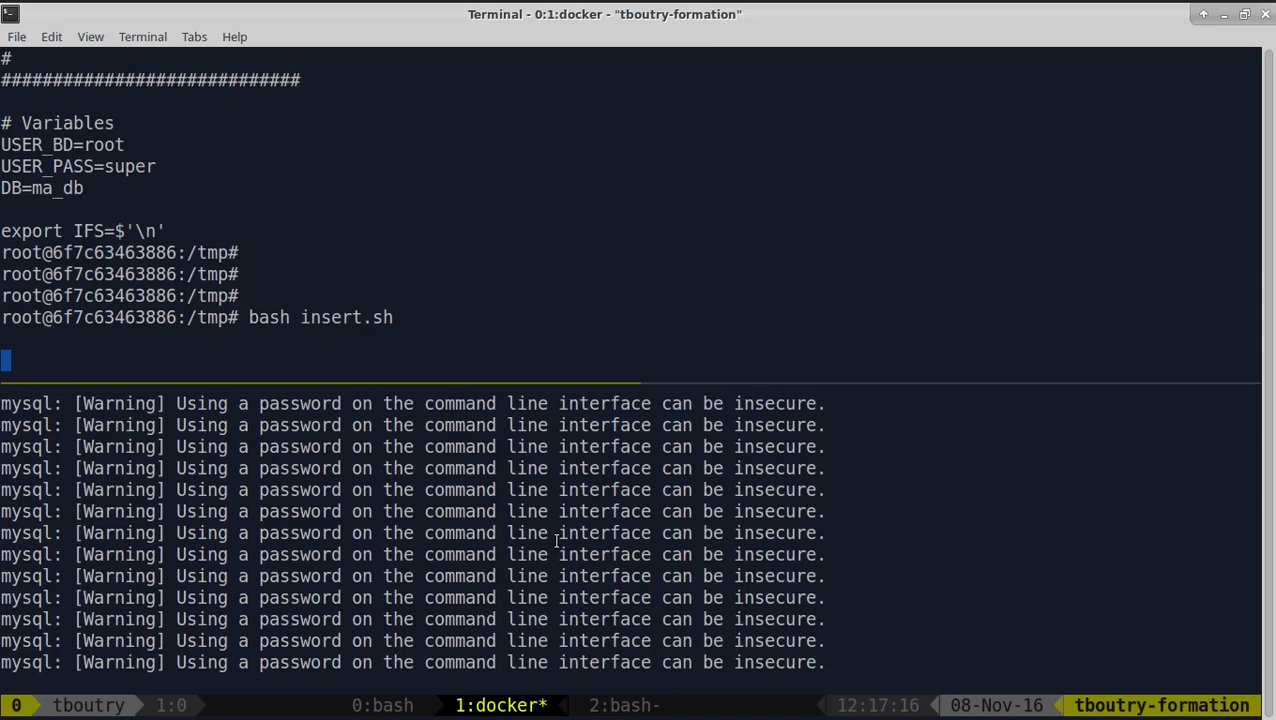 Terminal - 0:1:docker - "tboutry-formation"
File Edit View Terminal Tabs Help
#
#############################
# Variables
USER_BD=root
USER_PASS=super
DB=ma_db
export IFS=$'\n'
root@6f7c63463886:/tmp#
root@6f7c63463886:/tmp#
root@6f7c63463886:/tmp#
root@6f7c63463886:/tmp# bash insert.sh
mysql: [Warning] Using a password on the command line interface can be insecure.
mysql: [Warning] Using a password on the command line interface can be insecure.
mysql: [Warning] Using a password on the command line interface can be insecure.
mysql: [Warning] Using a password on the command line interface can be insecure.
mysql: [Warning] Using a password on the command line interface can be insecure.
mysql: [Warning] Using a password on the command line interface can be insecure.
mysql: [Warning] Using a password on the command line interface can be insecure.
mysql: [Warning] Using a password on the command line interface can be insecure.
mysql: [Warning] Using a password on the command line interface can be insecure.
mysql: [Warning] Using a password on the command line interface can be insecure.
mysql: [Warning] Using a password on the command line interface can be insecure.
mysql: [Warning] Using a password on the command line interface can be insecure.
mysql: [Warning] Using a password on the command line interface can be insecure.
0 tboutry 1:0 0:bash 1:docker* 2:bash- 12:17:16 08-Nov-16 tboutry-formation